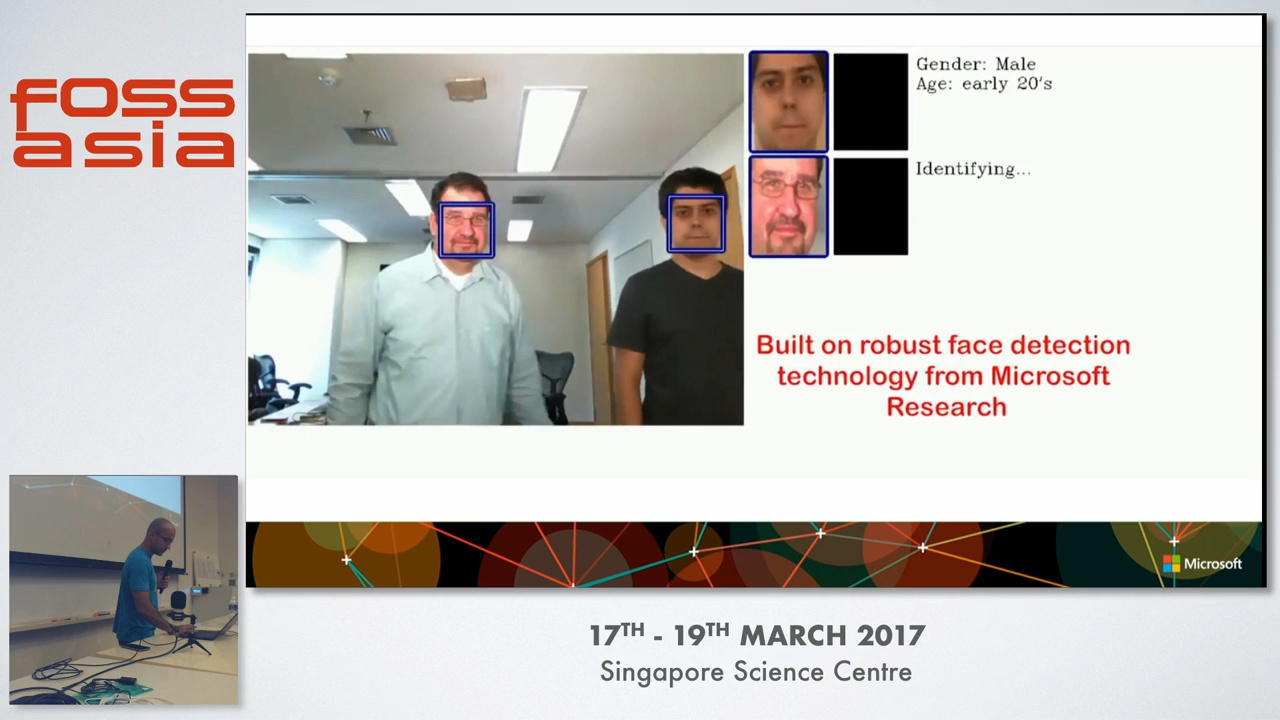 foss
asia
Gender: Male
Age: early 20's
Identifying...
Built on robust face detection
technology from Microsoft
Research
Microsoft
17TH - 19TH MARCH 2017
Singapore Science Centre